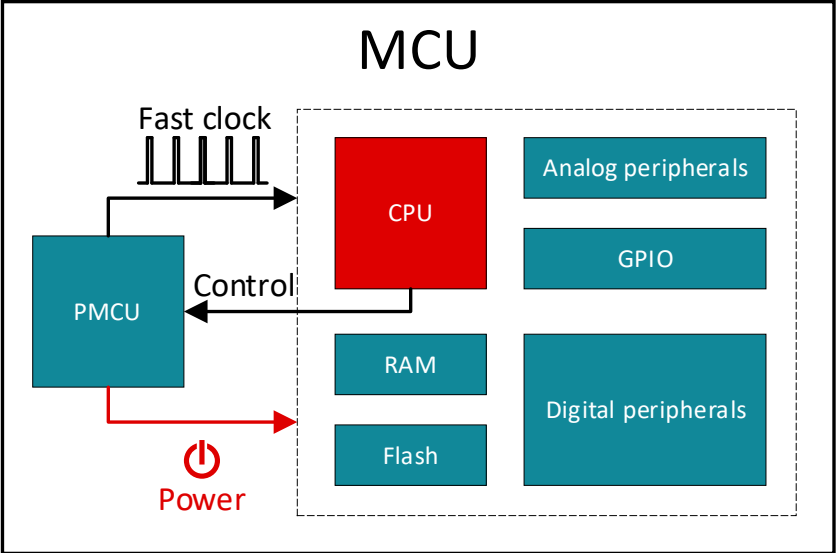 MCU
Fast clock
CPU
Analog peripherals
GPIO
PMCU
Control
RAM
Digital peripherals
Flash
Power